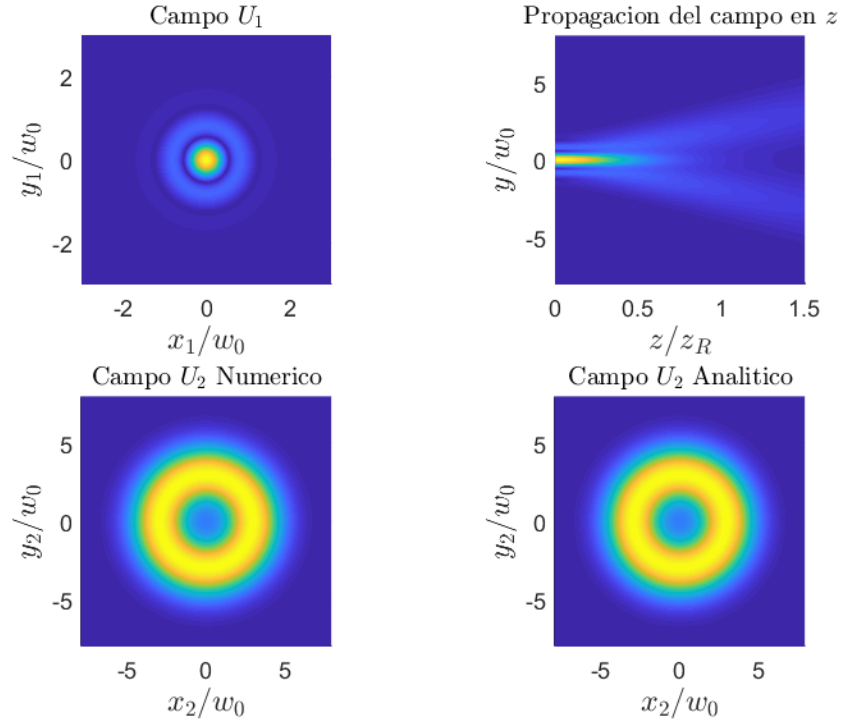 Campo $U_1$
2
0
-2
$y_1/w_0$
-2 0 2
$x_1/w_0$
Propagacion del campo en $z$
5
0
-5
$y/w_0$
0 0.5 1 1.5
$z/z_R$
Campo $U_2$ Numerico
5
0
-5
$y_2/w_0$
-5 0 5
$x_2/w_0$
Campo $U_2$ Analitico
5
0
-5
$y_2/w_0$
-5 0 5
$x_2/w_0$